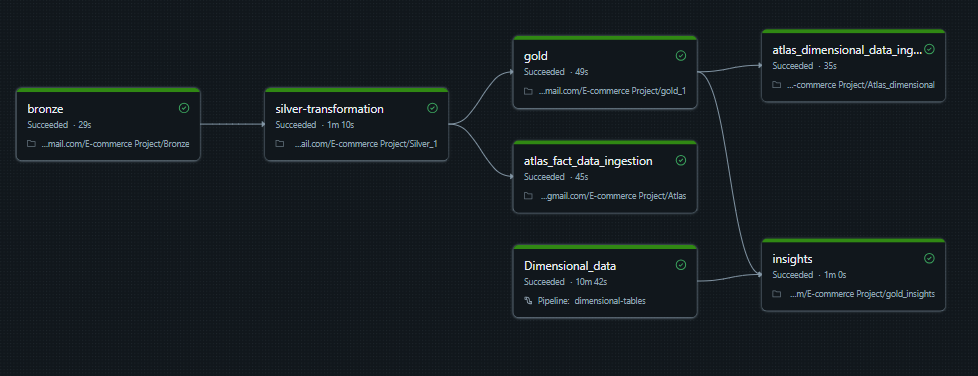 bronze
Succeeded · 29s
...mail.com/E-commerce Project/Bronze
silver-transformation
Succeeded · 1m 10s
...ail.com/E-commerce Project/Silver_1
gold
Succeeded · 49s
...mail.com/E-commerce Project/gold_1
atlas_fact_data_ingestion
Succeeded · 45s
...gmail.com/E-commerce Project/Atlas
Dimensional_data
Succeeded · 10m 42s
Pipeline: dimensional-tables
atlas_dimensional_data_ing...
Succeeded · 35s
...-commerce Project/Atlas_dimensional
insights
Succeeded · 1m 0s
...m/E-commerce Project/gold_insights